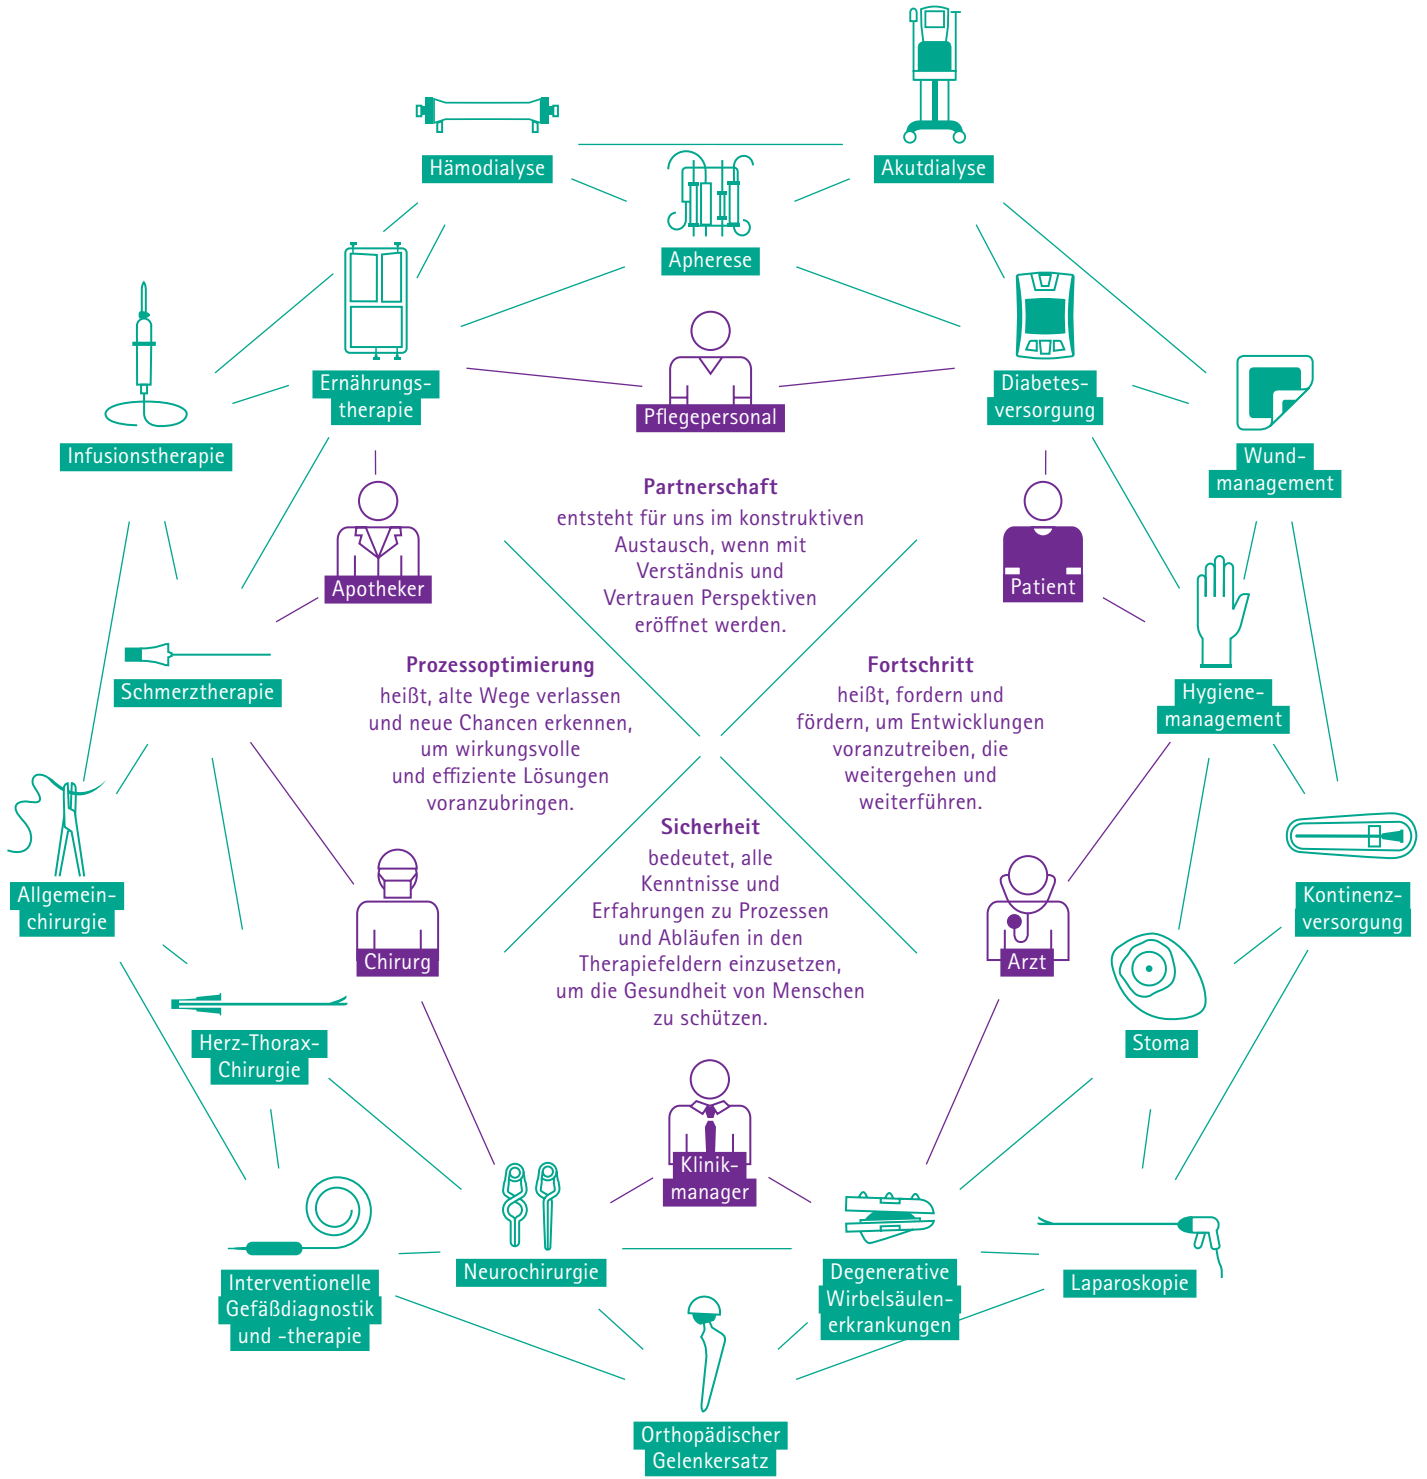 Hämodialyse
Akutdialyse
Apherese
Ernährungs-
therapie
Diabetes-
versorgung
Pflegepersonal
Infusionstherapie
Wund-
management
Partnerschaft
entsteht für uns im konstruktiven
Austausch, wenn mit
Verständnis und
Vertrauen Perspektiven
eröffnet werden.
Apotheker
Patient
Prozessoptimierung
heißt, alte Wege verlassen
und neue Chancen erkennen,
um wirkungsvolle
und effiziente Lösungen
voranzubringen.
Fortschritt
heißt, fordern und
fördern, um Entwicklungen
voranzutreiben, die
weitergehen und
weiterführen.
Schmerztherapie
Hygiene-
management
Sicherheit
bedeutet, alle
Kenntnisse und
Erfahrungen zu Prozessen
und Abläufen in den
Therapiefeldern einzusetzen,
um die Gesundheit von Menschen
zu schützen.
Allgemein-
chirurgie
Kontinenz-
versorgung
Chirurg
Arzt
Herz-Thorax-
Chirurgie
Stoma
Klinik-
manager
Interventionelle
Gefäßdiagnostik
und -therapie
Neurochirurgie
Degenerative
Wirbelsäulen-
erkrankungen
Laparoskopie
Orthopädischer
Gelenkersatz